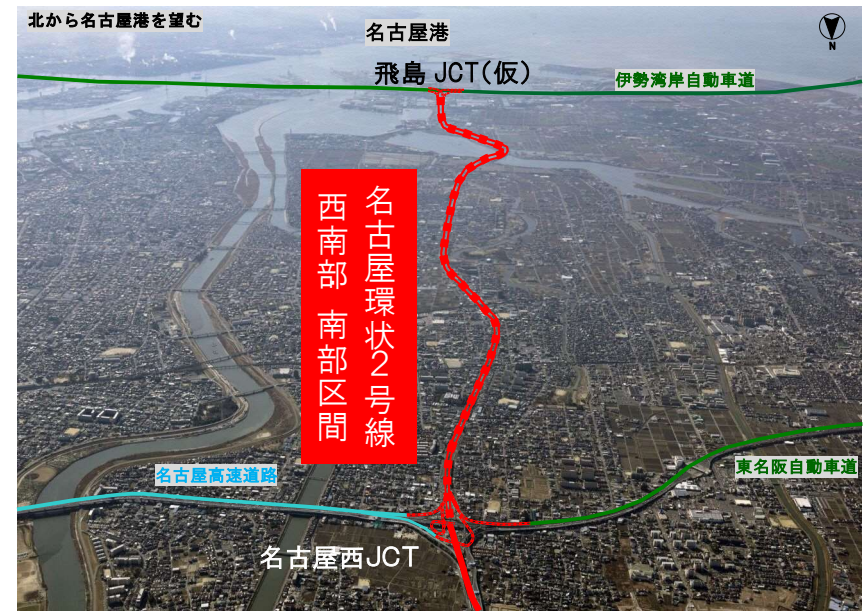 北から名古屋港を望む
名古屋港
N
飛島 JCT(仮)
伊勢湾岸自動車道
名古屋環状2号線
西南部 南部区間
東名阪自動車道
名古屋高速道路
名古屋西JCT